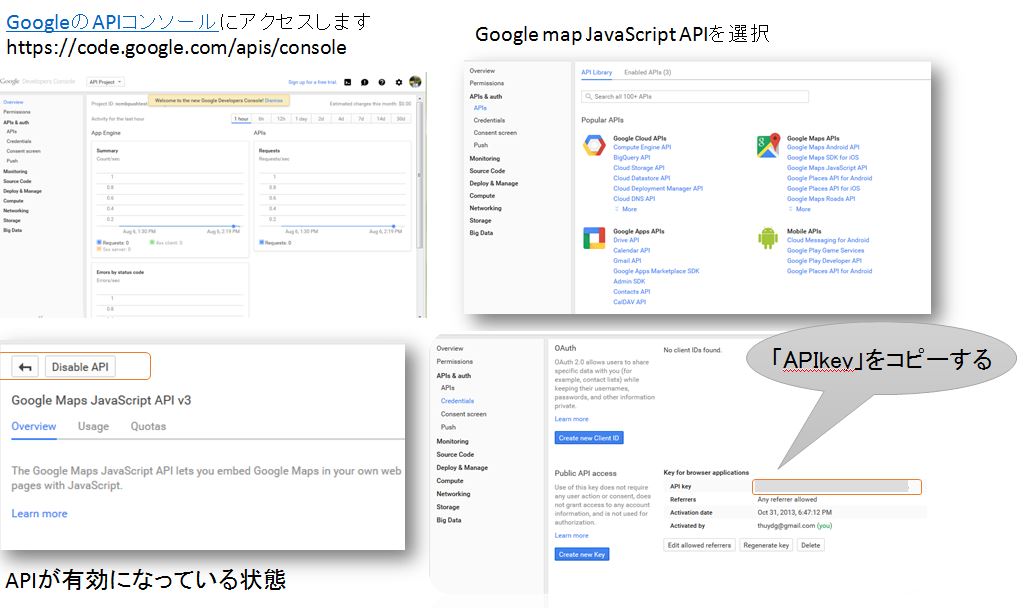 GoogleのAPIコンソール にアクセスします
https://code.google.com/apis/console
Google Developers Console
API Project
Sign up for a free trial
Welcome to the new Google Developers Console! Dismiss
Estimated charges this month: $0.00
Overview
Permissions
APIs & auth
APIs
Credentials
Consent screen
Push
Monitoring
Source Code
Deploy & Manage
Compute
Networking
Storage
Big Data
Activity for the last hour
1 hour 6h 12h 1 day 2d 4d 7d 14d 30d
App Engine
Summary
Count/sec
1
0.8
0.6
0.4
0.2
Aug 6, 1:30 PM Aug 6, 2:19 PM
Requests: 0
Errors by status code
Errors/sec
1
0.8
APIs
Requests
Requests/sec
1
0.8
0.6
0.4
0.2
Aug 6, 1:30 PM Aug 6, 2:19 PM
Requests: 0
Google map JavaScript APIを選択
Overview
Permissions
APIs & auth
APIs
Credentials
Consent screen
Push
Monitoring
Source Code
Deploy & Manage
Compute
Networking
Storage
Big Data
API Library Enabled APIs (3)
Search all 100+ APIs
Popular APIs
Google Cloud APIs
Compute Engine API
BigQuery API
Cloud Storage API
Cloud Datastore API
Cloud Deployment Manager API
Cloud DNS API
More
Google Maps APIs
Google Maps Android API
Google Maps SDK for iOS
Google Maps JavaScript API
Google Places API for Android
Google Places API for iOS
Google Maps Roads API
More
Google Apps APIs
Drive API
Calendar API
Gmail API
Google Apps Marketplace SDK
Admin SDK
Contacts API
CalDAV API
Mobile APIs
Cloud Messaging for Android
Google Play Game Services
Google Play Developer API
Google Places API for Android
Disable API
Google Maps JavaScript API v3
Overview Usage Quotas
The Google Maps JavaScript API lets you embed Google Maps in your own web
pages with JavaScript.
Learn more
APIが有効になっている状態
Overview
Permissions
APIs & auth
APIs
Credentials
Consent screen
Push
Monitoring
Source Code
Deploy & Manage
Compute
Networking
Storage
Big Data
OAuth
OAuth 2.0 allows users to share
specific data with you (for
example, contact lists) while
keeping their usernames,
passwords, and other information
private.
Learn more
Create new Client ID
No client IDs found.
「APIkey」をコピーする
Public API access
Use of this key does not require
any user action or consent, does
not grant access to any account
information, and is not used for
authorization.
Learn more
Create new Key
Key for browser applications
API key
Referrers Any referrer allowed
Activation date Oct 31, 2013, 6:47:12 PM
Activated by thuydg@gmail.com (you)
Edit allowed referrers Regenerate key Delete